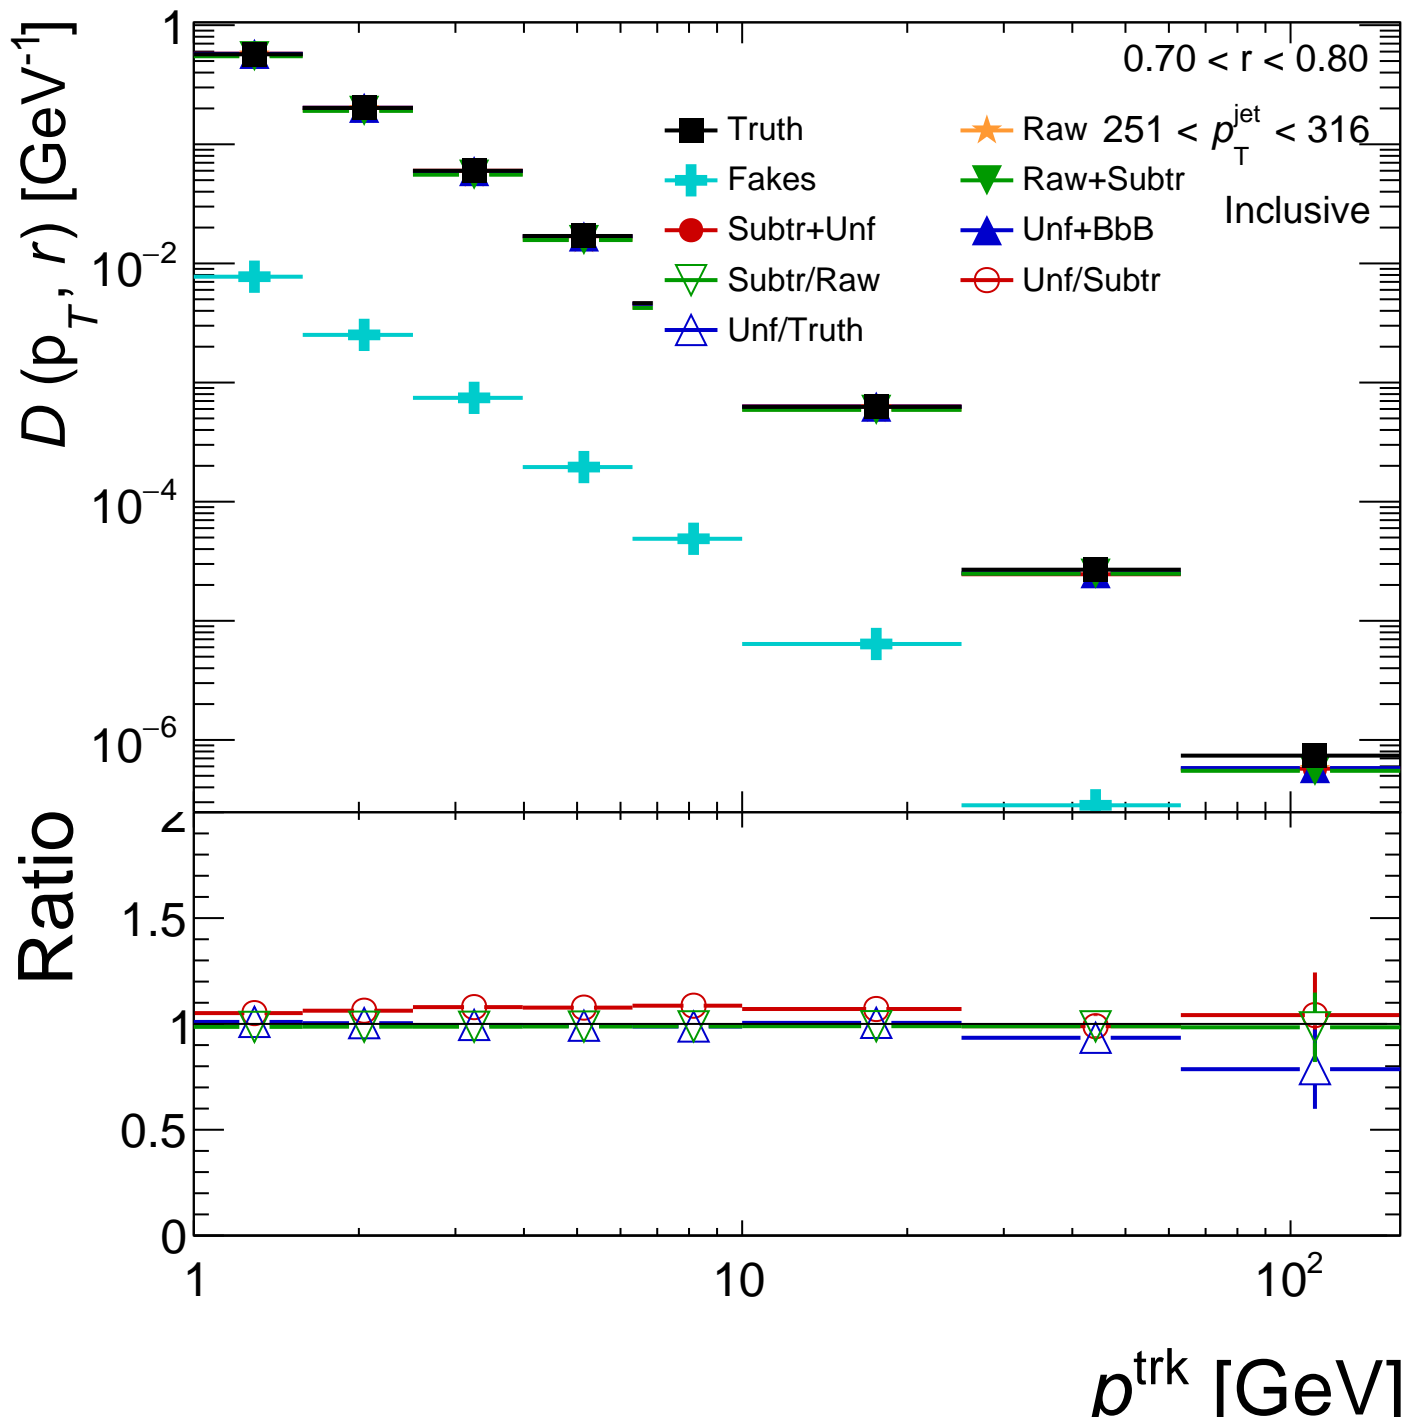 D (p_T, r) [GeV^-1]
1
10^−2
10^−4
10^−6
0.70 < r < 0.80
251 < p_T^jet < 316
Inclusive
Truth
Raw
Fakes
Raw+Subtr
Subtr+Unf
Unf+BbB
Subtr/Raw
Unf/Subtr
Unf/Truth
Ratio
2
1.5
1
0.5
0
1
10
10^2
p^trk [GeV]